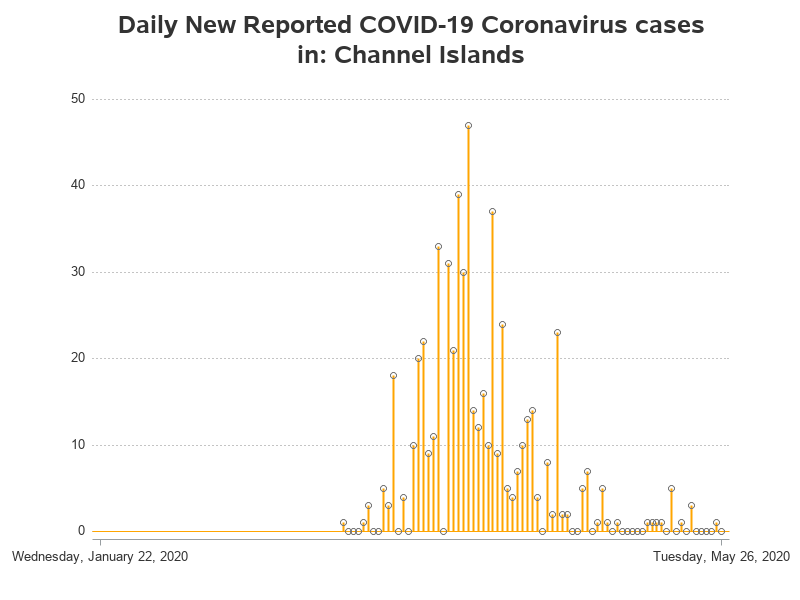 Daily New Reported COVID-19 Coronavirus cases
in: Channel Islands
50
40
30
20
10
0
Wednesday, January 22, 2020
Tuesday, May 26, 2020